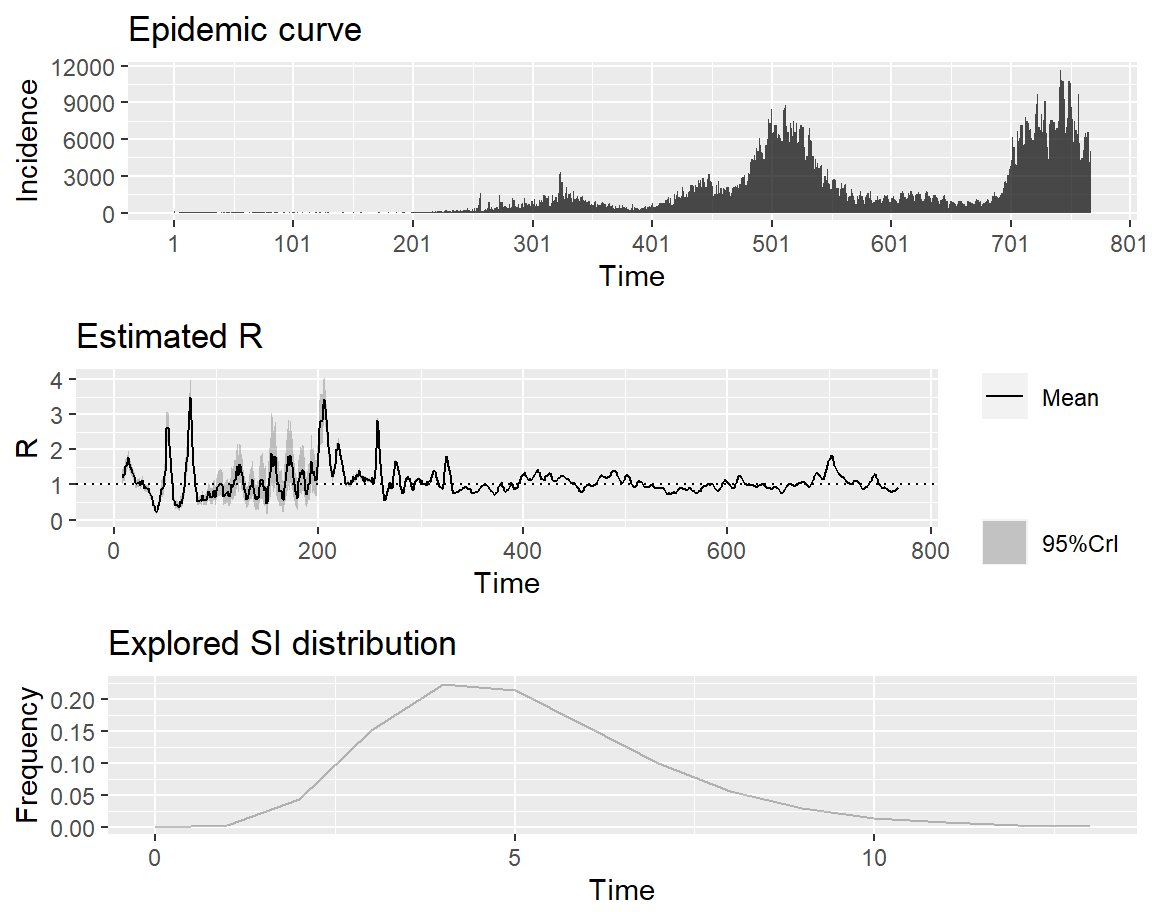 Epidemic curve
12000
9000
6000
3000
0
Incidence
1 101 201 301 401 501 601 701 801
Time
Estimated R
4
3
2
1
0
R
0 200 400 600 800
Time
Mean
95%CrI
Explored SI distribution
0.20
0.15
0.10
0.05
0.00
Frequency
0 5 10
Time